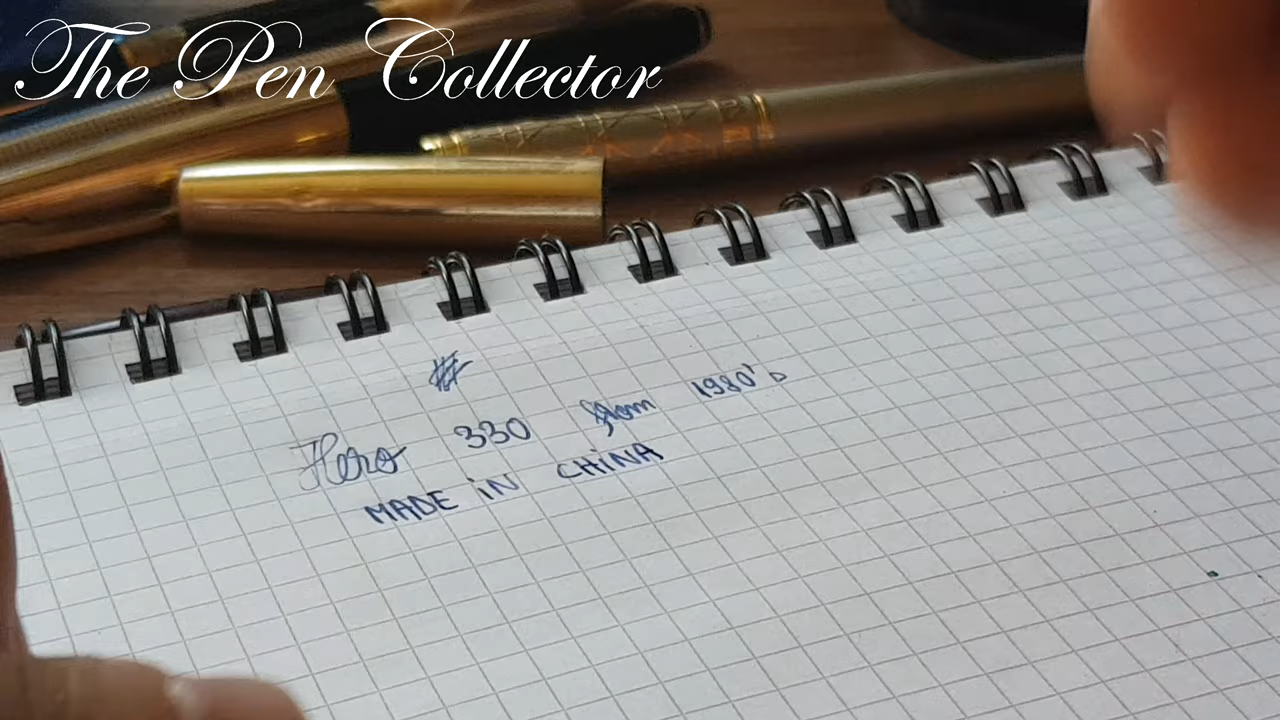 The Pen Collector
#
Hero 330 from 1980's
MADE iN CHiNA